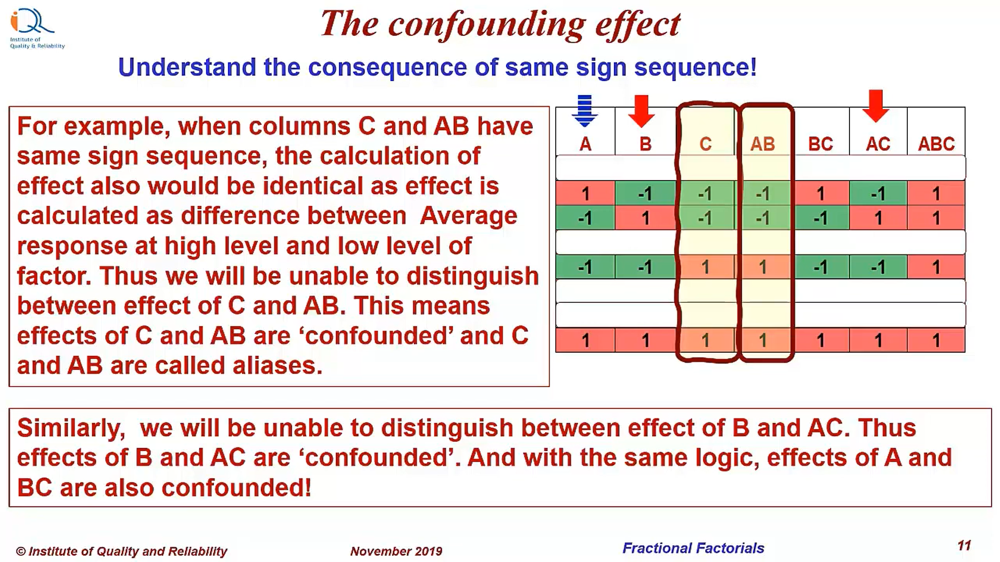 iQR
Institute of
Quality & Reliability
The confounding effect
Understand the consequence of same sign sequence!
For example, when columns C and AB have
same sign sequence, the calculation of
effect also would be identical as effect is
calculated as difference between Average
response at high level and low level of
factor. Thus we will be unable to distinguish
between effect of C and AB. This means
effects of C and AB are ‘confounded’ and C
and AB are called aliases.
A B C AB BC AC ABC
1 -1 -1 -1 1 -1 1
-1 1 -1 -1 -1 1 1
-1 -1 1 1 -1 -1 1
1 1 1 1 1 1 1
Similarly, we will be unable to distinguish between effect of B and AC. Thus
effects of B and AC are ‘confounded’. And with the same logic, effects of A and
BC are also confounded!
© Institute of Quality and Reliability November 2019 Fractional Factorials 11